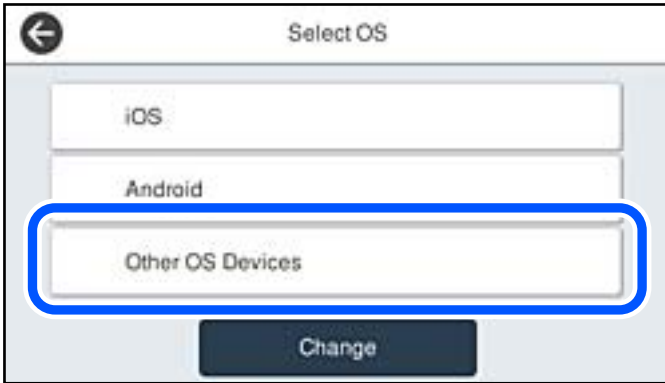 Select OS
iOS
Android
Other OS Devices
Change